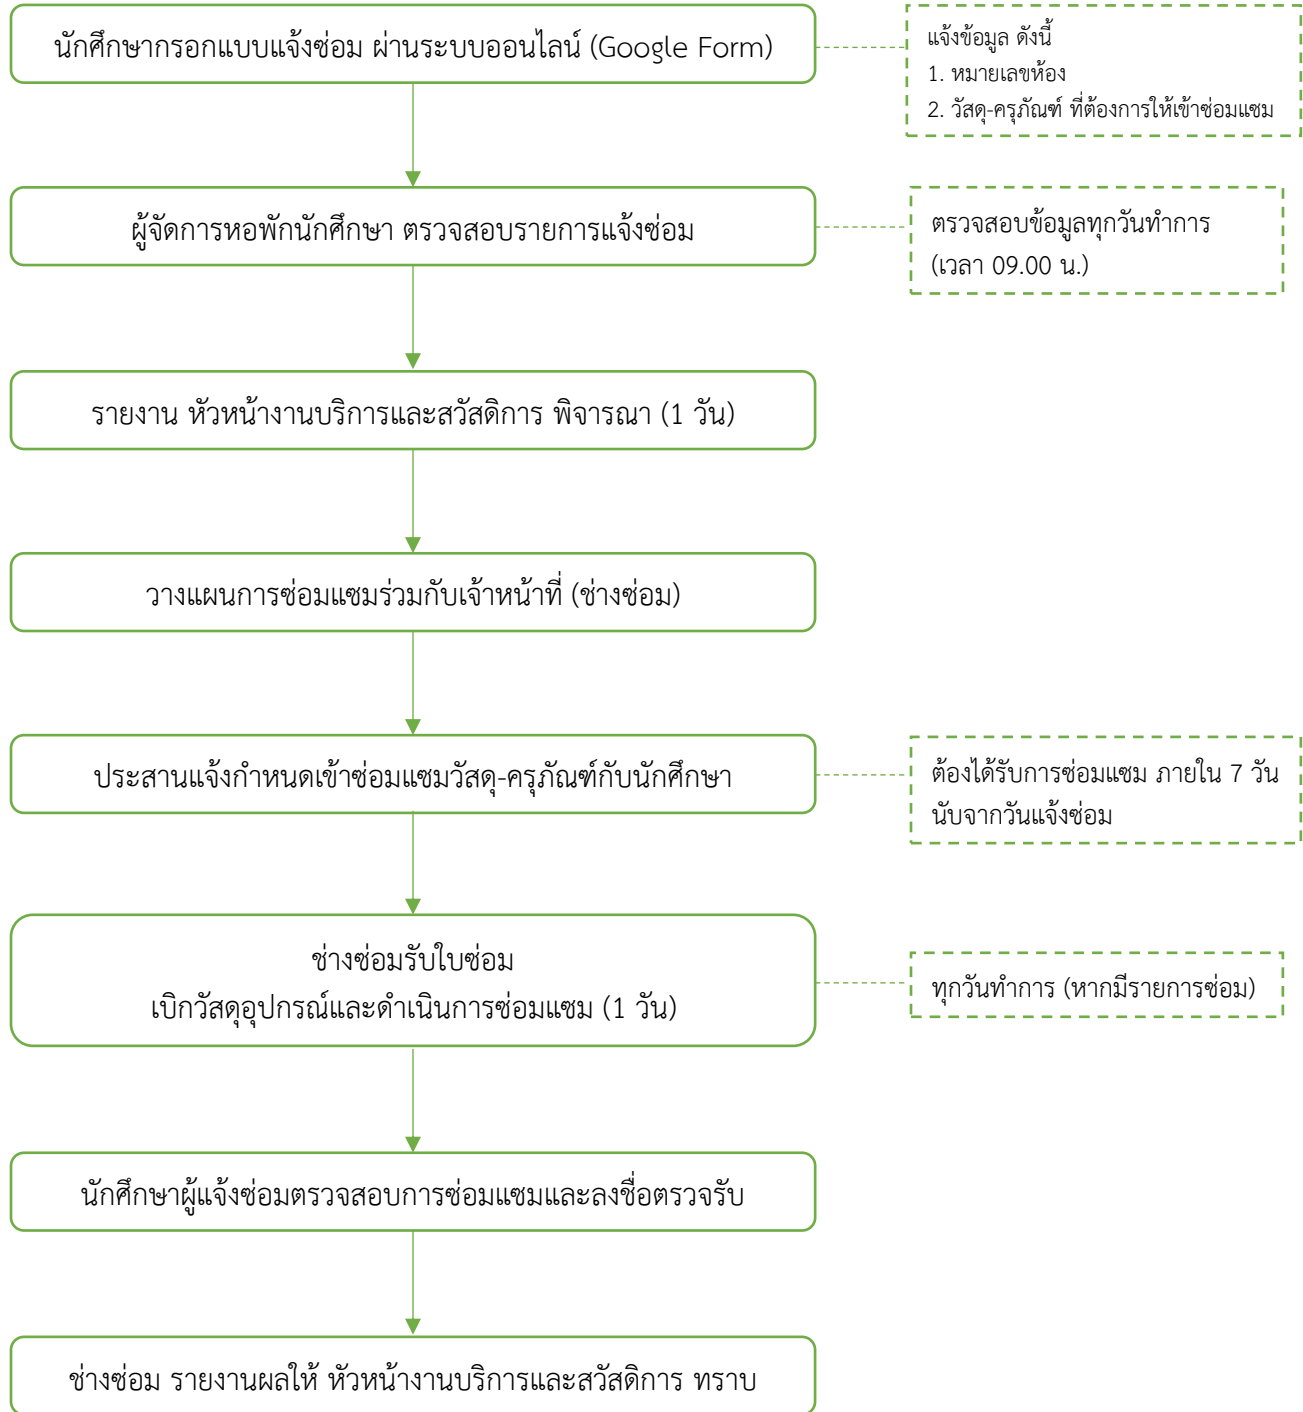 นักศึกษากรอกแบบแจ้งซ่อม ผ่านระบบออนไลน์ (Google Form)
แจ้งข้อมูล ดังนี้
1. หมายเลขห้อง
2. วัสดุ-ครุภัณฑ์ ที่ต้องการให้เข้าซ่อมแซม
ผู้จัดการหอพักนักศึกษา ตรวจสอบรายการแจ้งซ่อม
ตรวจสอบข้อมูลทุกวันทำการ
(เวลา 09.00 น.)
รายงาน หัวหน้างานบริการและสวัสดิการ พิจารณา (1 วัน)
วางแผนการซ่อมแซมร่วมกับเจ้าหน้าที่ (ช่างซ่อม)
ประสานแจ้งกำหนดเข้าซ่อมแซมวัสดุ-ครุภัณฑ์กับนักศึกษา
ต้องได้รับการซ่อมแซม ภายใน 7 วัน
นับจากวันแจ้งซ่อม
ช่างซ่อมรับใบซ่อม
เบิกวัสดุอุปกรณ์และดำเนินการซ่อมแซม (1 วัน)
ทุกวันทำการ (หากมีรายการซ่อม)
นักศึกษาผู้แจ้งซ่อมตรวจสอบการซ่อมแซมและลงชื่อตรวจรับ
ช่างซ่อม รายงานผลให้ หัวหน้างานบริการและสวัสดิการ ทราบ